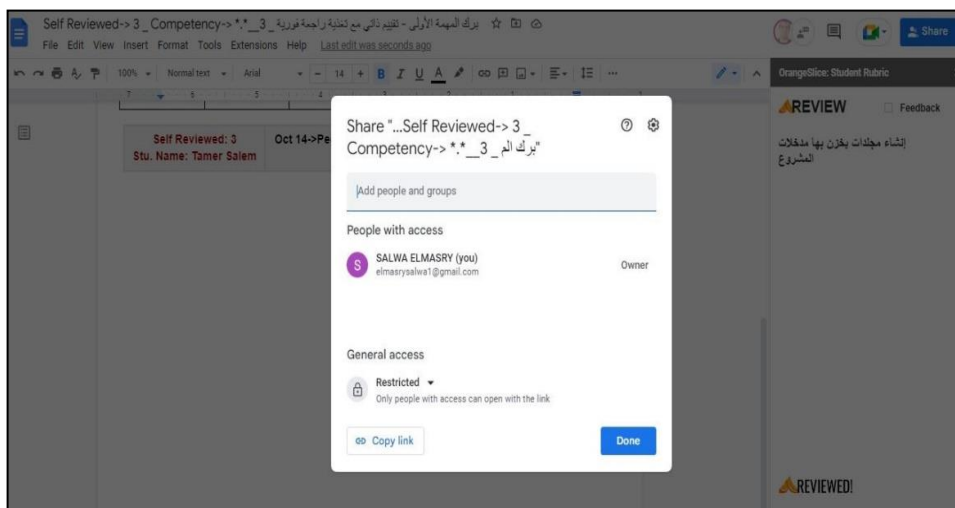 Self Reviewed-> 3 _ Competency-> *.*__3 _ برك المهمة الأولى - تقييم ذاتي مع تغذية راجعة فورية
File Edit View Insert Format Tools Extensions Help Last edit was seconds ago
Share
100% Normal text Arial 14
OrangeSlice: Student Rubric
REVIEW Feedback
إنشاء مجلدات يخزن بها مدخلات
المشروع
Self Reviewed: 3
Stu. Name: Tamer Salem
Oct 14->Pe
Share "...Self Reviewed-> 3 _
Competency-> *.*__3 _ برك الم"
Add people and groups
People with access
S
SALWA ELMASRY (you)
elmasrysalwa1@gmail.com
Owner
General access
Restricted
Only people with access can open with the link
Copy link
Done
REVIEWED!